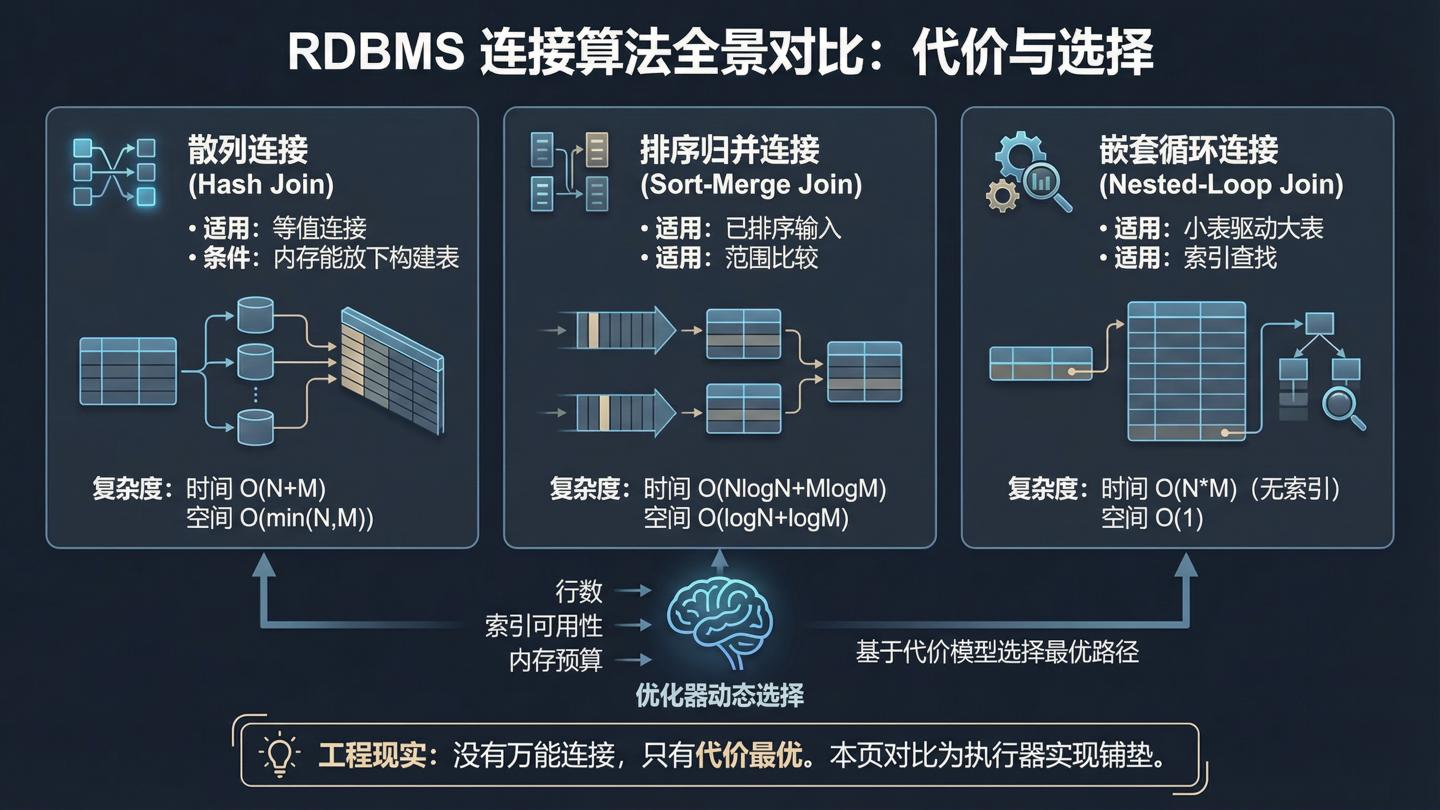 RDBMS 连接算法全景对比：代价与选择
散列连接
(Hash Join)
• 适用：等值连接
• 条件：内存能放下构建表
复杂度：时间 O(N+M)
空间 O(min(N,M))
排序归并连接
(Sort-Merge Join)
• 适用：已排序输入
• 适用：范围比较
复杂度：时间 O(NlogN+MlogM)
空间 O(logN+logM)
嵌套循环连接
(Nested-Loop Join)
• 适用：小表驱动大表
• 适用：索引查找
复杂度：时间 O(N*M)（无索引）
空间 O(1)
行数
索引可用性
内存预算
优化器动态选择
基于代价模型选择最优路径
工程现实：没有万能连接，只有代价最优。本页对比为执行器实现铺垫。